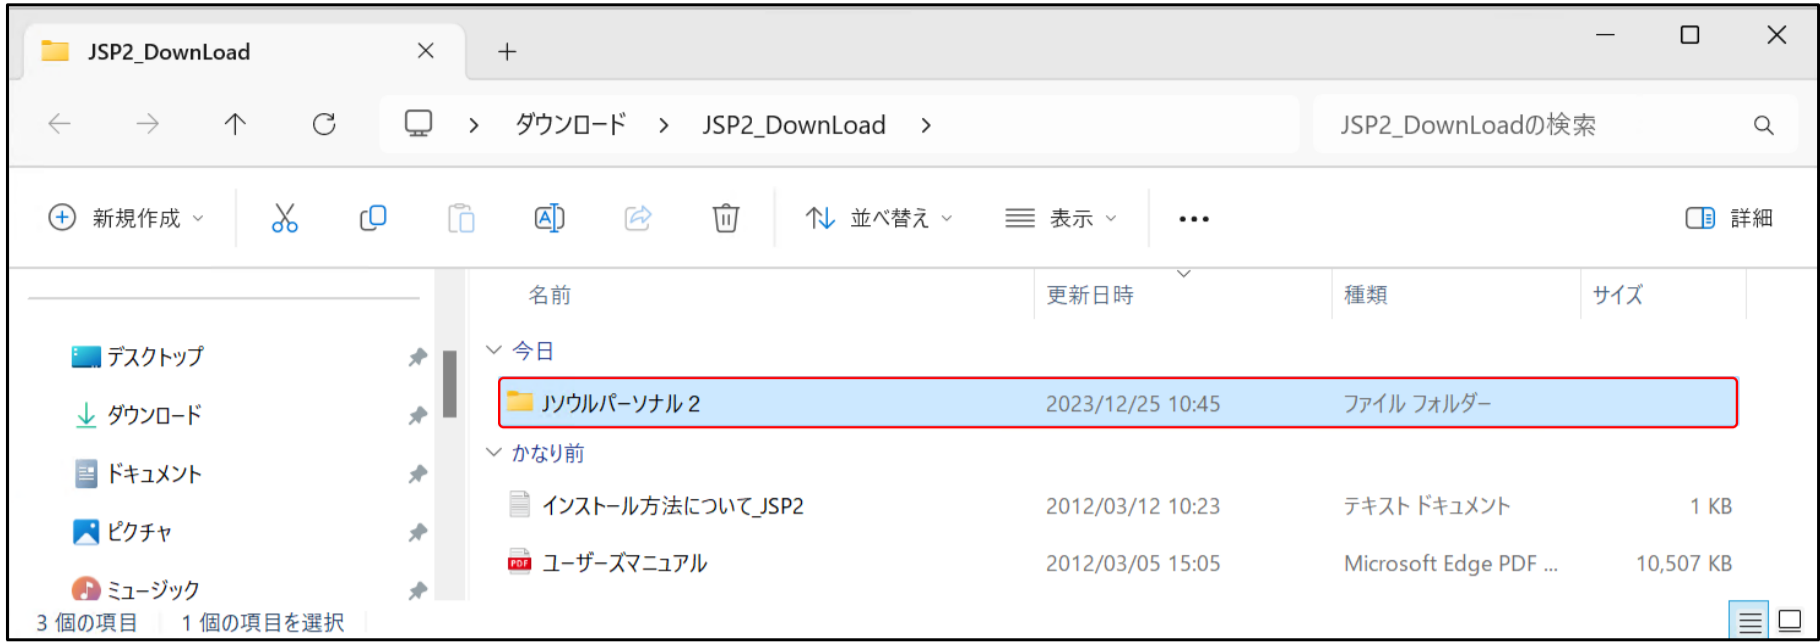 JSP2_DownLoad
ダウンロード JSP2_DownLoad JSP2_DownLoadの検索
新規作成 並べ替え 表示 詳細
名前 更新日時 種類 サイズ
デスクトップ
ダウンロード
ドキュメント
ピクチャ
ミュージック
今日
Jソウルパーソナル２ 2023/12/25 10:45 ファイル フォルダー
かなり前
インストール方法について_JSP2 2012/03/12 10:23 テキスト ドキュメント 1 KB
PDF ユーザーズマニュアル 2012/03/05 15:05 Microsoft Edge PDF ... 10,507 KB
3 個の項目 1 個の項目を選択